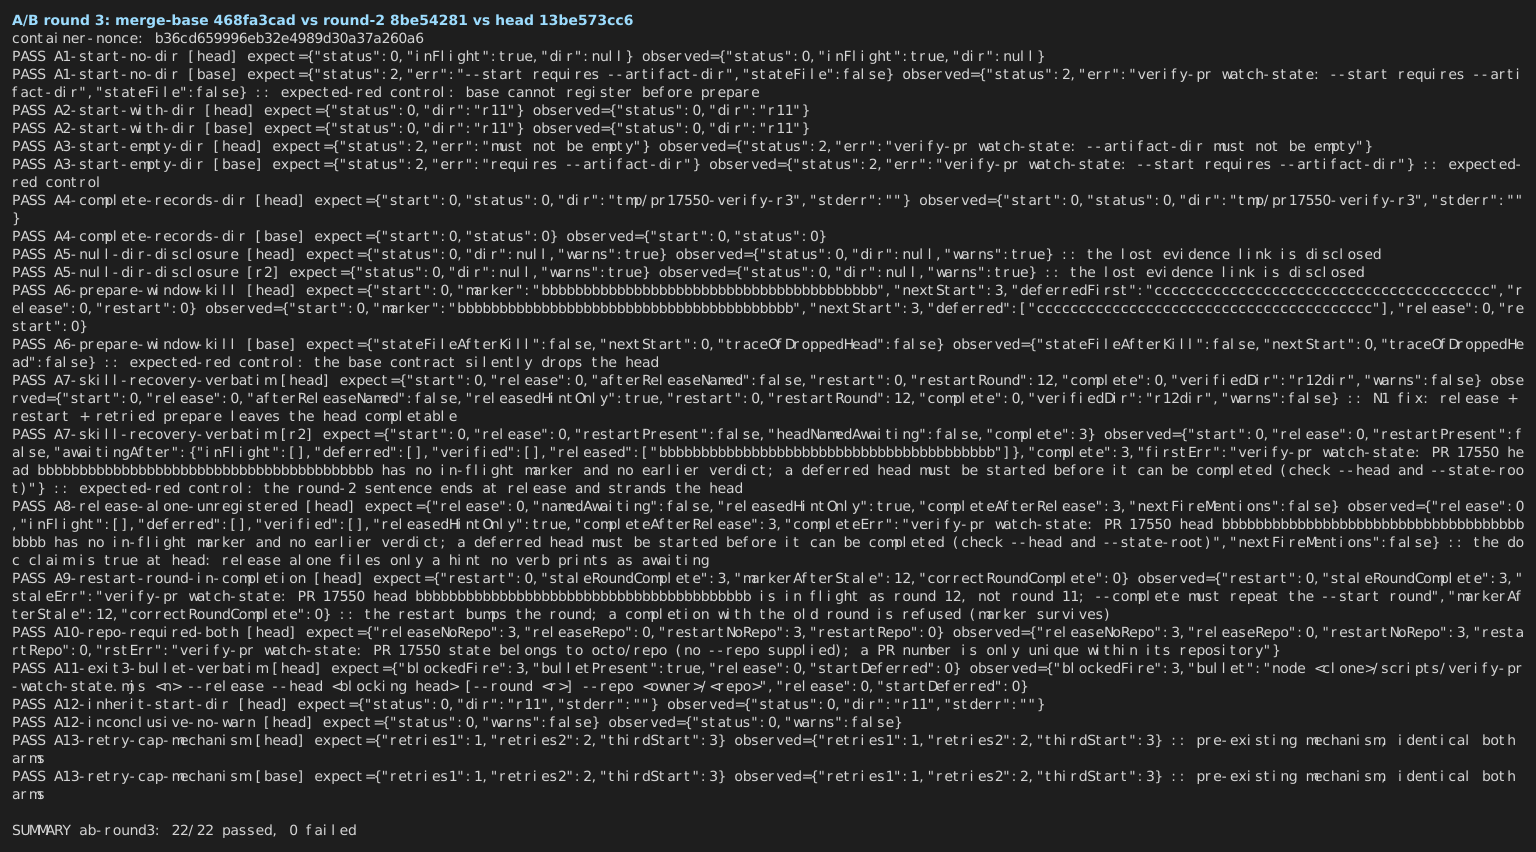 A/B round 3: merge-base 468fa3cad vs round-2 8be54281 vs head 13be573cc6
container-nonce: b36cd659996eb32e4989d30a37a260a6
PASS A1-start-no-dir [head] expect={"status":0,"inFlight":true,"dir":null} observed={"status":0,"inFlight":true,"dir":null}
PASS A1-start-no-dir [base] expect={"status":2,"err":"--start requires --artifact-dir","stateFile":false} observed={"status":2,"err":"verify-pr watch-state: --start requires --arti
fact-dir","stateFile":false} :: expected-red control: base cannot register before prepare
PASS A2-start-with-dir [head] expect={"status":0,"dir":"r11"} observed={"status":0,"dir":"r11"}
PASS A2-start-with-dir [base] expect={"status":0,"dir":"r11"} observed={"status":0,"dir":"r11"}
PASS A3-start-empty-dir [head] expect={"status":2,"err":"must not be empty"} observed={"status":2,"err":"verify-pr watch-state: --artifact-dir must not be empty"}
PASS A3-start-empty-dir [base] expect={"status":2,"err":"requires --artifact-dir"} observed={"status":2,"err":"verify-pr watch-state: --start requires --artifact-dir"} :: expected-
red control
PASS A4-complete-records-dir [head] expect={"start":0,"status":0,"dir":"tmp/pr17550-verify-r3","stderr":""} observed={"start":0,"status":0,"dir":"tmp/pr17550-verify-r3","stderr":""
}
PASS A4-complete-records-dir [base] expect={"start":0,"status":0} observed={"start":0,"status":0}
PASS A5-null-dir-disclosure [head] expect={"status":0,"dir":null,"warns":true} observed={"status":0,"dir":null,"warns":true} :: the lost evidence link is disclosed
PASS A5-null-dir-disclosure [r2] expect={"status":0,"dir":null,"warns":true} observed={"status":0,"dir":null,"warns":true} :: the lost evidence link is disclosed
PASS A6-prepare-window-kill [head] expect={"start":0,"marker":"bbbbbbbbbbbbbbbbbbbbbbbbbbbbbbbbbbbbbbbb","nextStart":3,"deferredFirst":"cccccccccccccccccccccccccccccccccccccccc","r
elease":0,"restart":0} observed={"start":0,"marker":"bbbbbbbbbbbbbbbbbbbbbbbbbbbbbbbbbbbbbbbb","nextStart":3,"deferred":["cccccccccccccccccccccccccccccccccccccccc"],"release":0,"re
start":0}
PASS A6-prepare-window-kill [base] expect={"stateFileAfterKill":false,"nextStart":0,"traceOfDroppedHead":false} observed={"stateFileAfterKill":false,"nextStart":0,"traceOfDroppedHe
ad":false} :: expected-red control: the base contract silently drops the head
PASS A7-skill-recovery-verbatim [head] expect={"start":0,"release":0,"afterReleaseNamed":false,"restart":0,"restartRound":12,"complete":0,"verifiedDir":"r12dir","warns":false} obse
rved={"start":0,"release":0,"afterReleaseNamed":false,"releasedHintOnly":true,"restart":0,"restartRound":12,"complete":0,"verifiedDir":"r12dir","warns":false} :: N1 fix: release +
restart + retried prepare leaves the head completable
PASS A7-skill-recovery-verbatim [r2] expect={"start":0,"release":0,"restartPresent":false,"headNamedAwaiting":false,"complete":3} observed={"start":0,"release":0,"restartPresent":f
alse,"awaitingAfter":{"inFlight":[],"deferred":[],"verified":[],"released":["bbbbbbbbbbbbbbbbbbbbbbbbbbbbbbbbbbbbbbbb"]},"complete":3,"firstErr":"verify-pr watch-state: PR 17550 he
ad bbbbbbbbbbbbbbbbbbbbbbbbbbbbbbbbbbbbbbbb has no in-flight marker and no earlier verdict; a deferred head must be started before it can be completed (check --head and --state-roo
t)"} :: expected-red control: the round-2 sentence ends at release and strands the head
PASS A8-release-alone-unregistered [head] expect={"release":0,"namedAwaiting":false,"releasedHintOnly":true,"completeAfterRelease":3,"nextFireMentions":false} observed={"release":0
,"inFlight":[],"deferred":[],"verified":[],"releasedHintOnly":true,"completeAfterRelease":3,"completeErr":"verify-pr watch-state: PR 17550 head bbbbbbbbbbbbbbbbbbbbbbbbbbbbbbbbbbbb
bbbb has no in-flight marker and no earlier verdict; a deferred head must be started before it can be completed (check --head and --state-root)","nextFireMentions":false} :: the do
c claim is true at head: release alone files only a hint no verb prints as awaiting
PASS A9-restart-round-in-completion [head] expect={"restart":0,"staleRoundComplete":3,"markerAfterStale":12,"correctRoundComplete":0} observed={"restart":0,"staleRoundComplete":3,"
staleErr":"verify-pr watch-state: PR 17550 head bbbbbbbbbbbbbbbbbbbbbbbbbbbbbbbbbbbbbbbb is in flight as round 12, not round 11; --complete must repeat the --start round","markerAf
terStale":12,"correctRoundComplete":0} :: the restart bumps the round; a completion with the old round is refused (marker survives)
PASS A10-repo-required-both [head] expect={"releaseNoRepo":3,"releaseRepo":0,"restartNoRepo":3,"restartRepo":0} observed={"releaseNoRepo":3,"releaseRepo":0,"restartNoRepo":3,"resta
rtRepo":0,"rstErr":"verify-pr watch-state: PR 17550 state belongs to octo/repo (no --repo supplied); a PR number is only unique within its repository"}
PASS A11-exit3-bullet-verbatim [head] expect={"blockedFire":3,"bulletPresent":true,"release":0,"startDeferred":0} observed={"blockedFire":3,"bullet":"node <clone>/scripts/verify-pr
-watch-state.mjs <n> --release --head <blocking head> [--round <r>] --repo <owner>/<repo>","release":0,"startDeferred":0}
PASS A12-inherit-start-dir [head] expect={"status":0,"dir":"r11","stderr":""} observed={"status":0,"dir":"r11","stderr":""}
PASS A12-inconclusive-no-warn [head] expect={"status":0,"warns":false} observed={"status":0,"warns":false}
PASS A13-retry-cap-mechanism [head] expect={"retries1":1,"retries2":2,"thirdStart":3} observed={"retries1":1,"retries2":2,"thirdStart":3} :: pre-existing mechanism, identical both
arms
PASS A13-retry-cap-mechanism [base] expect={"retries1":1,"retries2":2,"thirdStart":3} observed={"retries1":1,"retries2":2,"thirdStart":3} :: pre-existing mechanism, identical both
arms
SUMMARY ab-round3: 22/22 passed, 0 failed